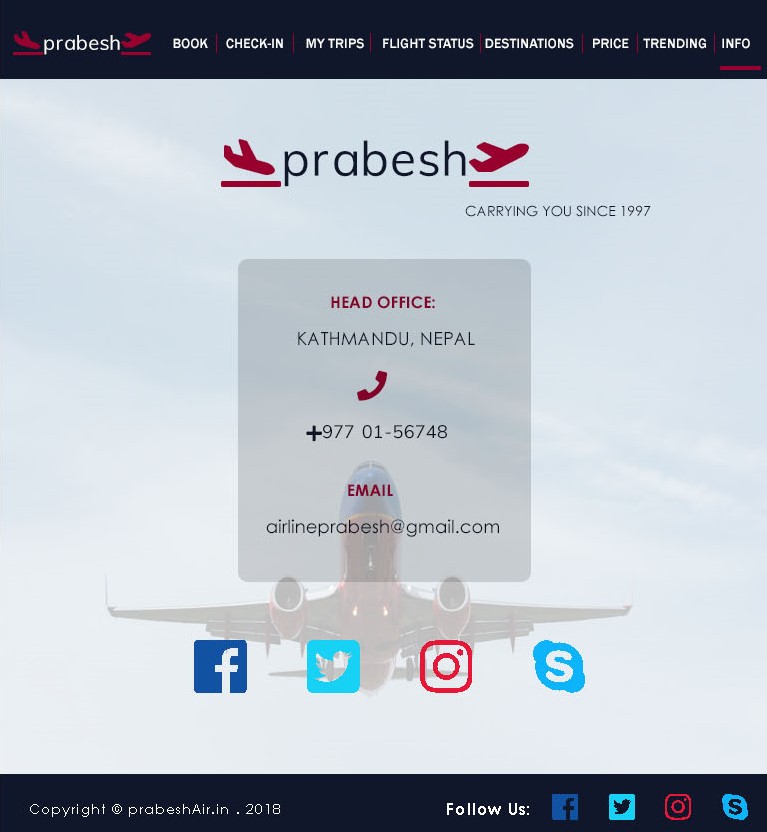 prabesh BOOK CHECK-IN MY TRIPS FLIGHT STATUS DESTINATIONS PRICE TRENDING INFO
prabesh
CARRYING YOU SINCE 1997
HEAD OFFICE:
KATHMANDU, NEPAL
+977 01-56748
EMAIL
airlineprabesh@gmail.com
Copyright © prabeshAir.in . 2018 Follow Us: